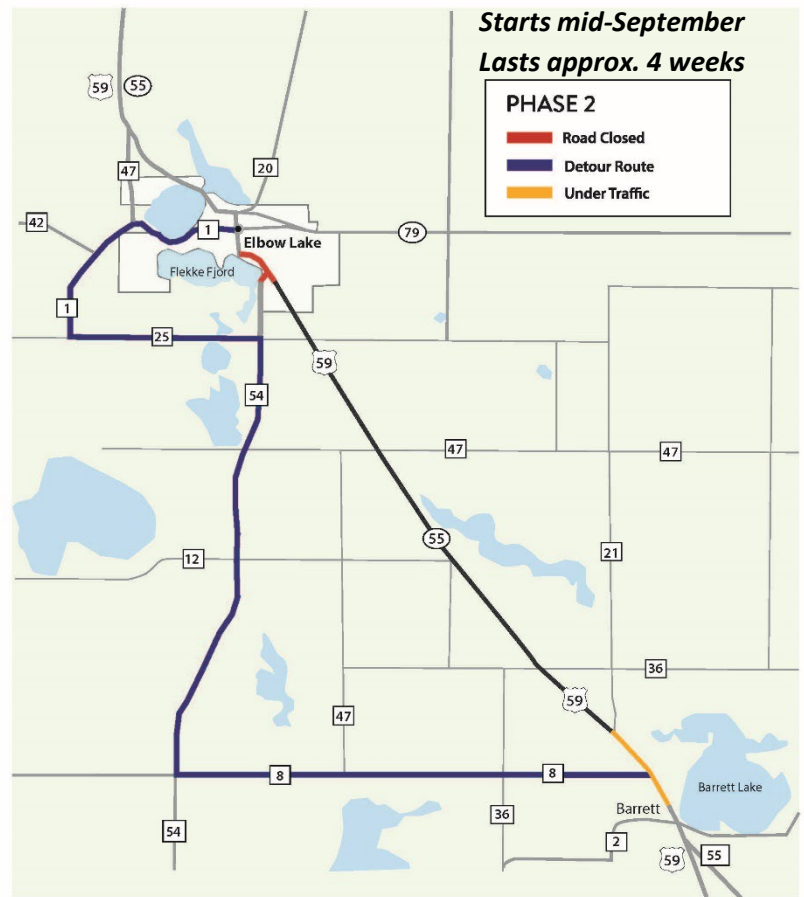 Starts mid-September
Lasts approx. 4 weeks
PHASE 2
Road Closed
Detour Route
Under Traffic
59 55
47
20
42
1
Elbow Lake
79
Flekke Fjord
1
25
59
54
47
47
55
12
21
36
59
47
8
8
Barrett Lake
Barrett
54
36
2
59
55